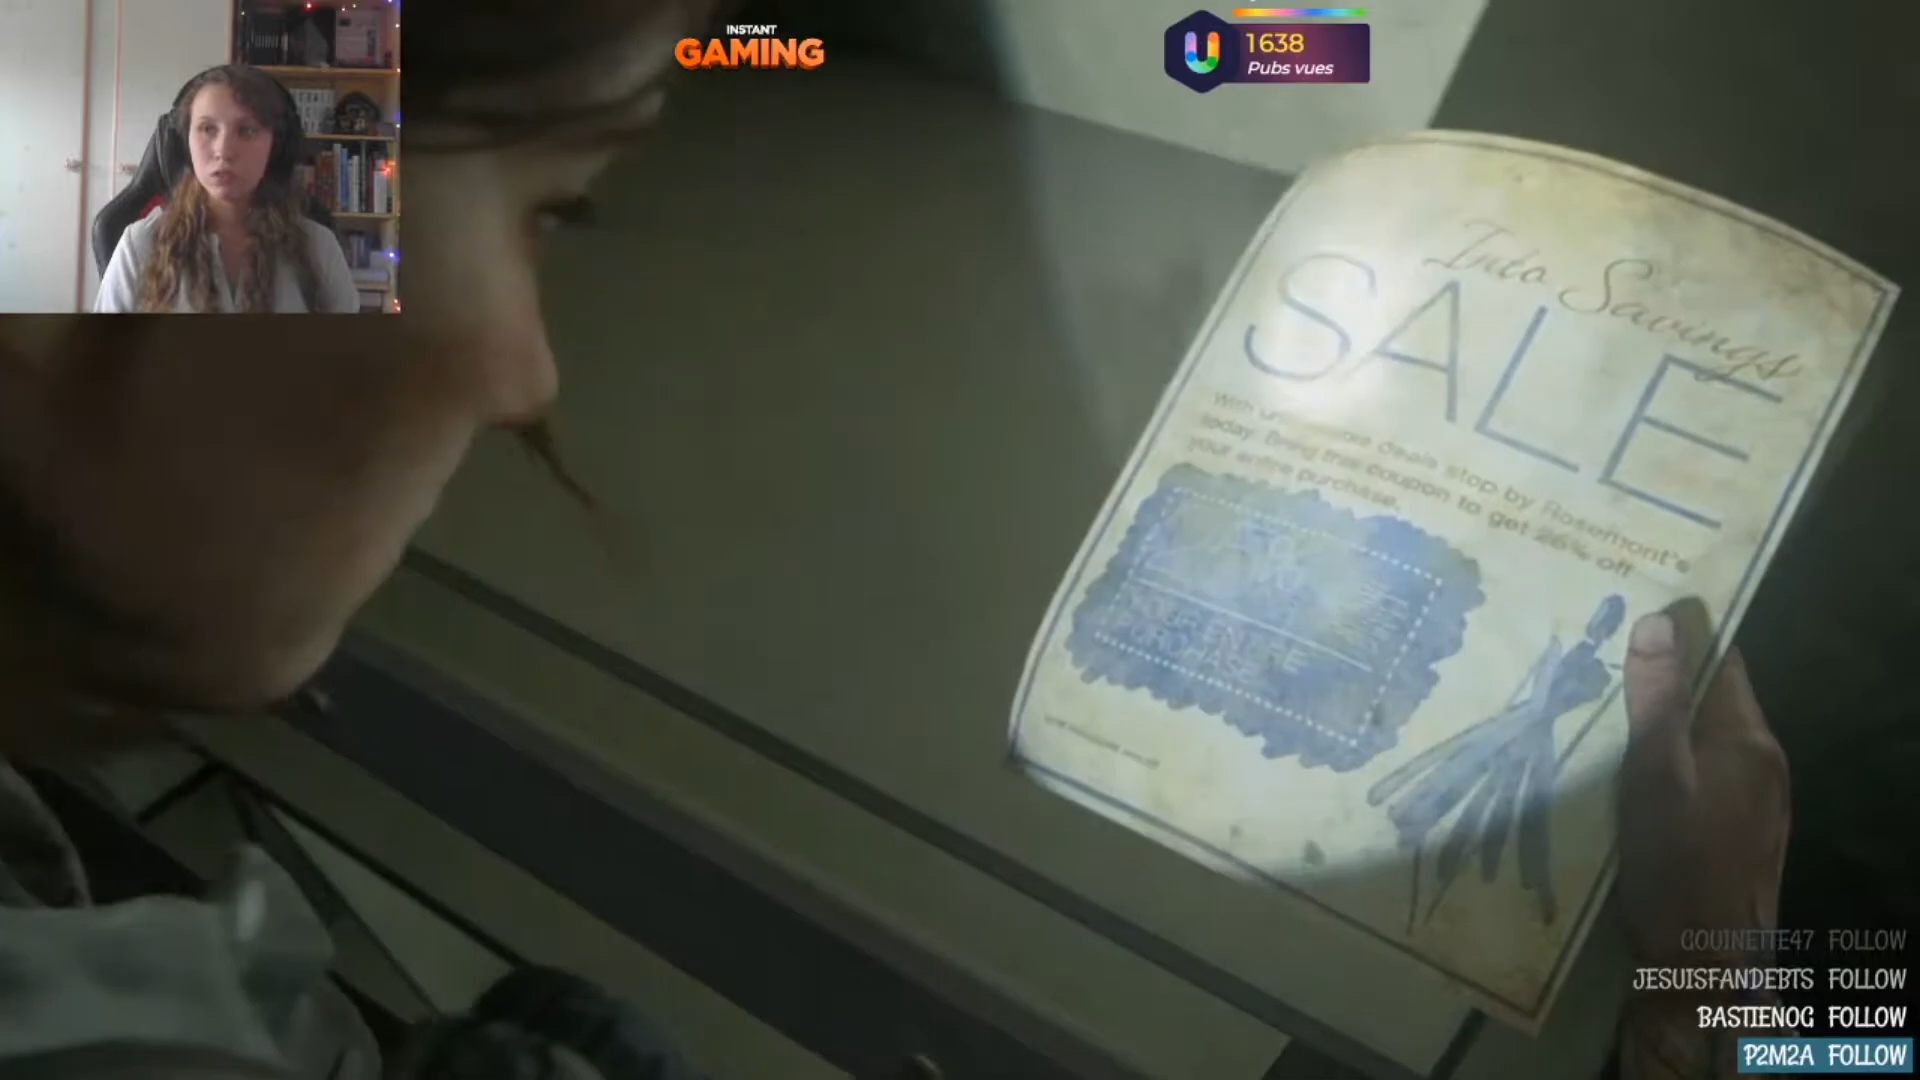 INSTANT
GAMING
1638
Pubs vues
Into Savings
SALE
With deals stop by Rosemont's
today. Bring this coupon to get 26% off
your entire purchase.
YOUR ENTIRE
PURCHASE
GOUINETTE47 FOLLOW
JESUISFANDEBTS FOLLOW
BASTIENOG FOLLOW
P2M2A FOLLOW